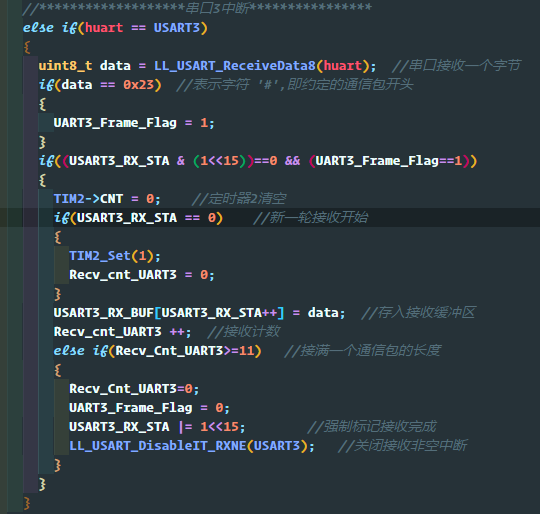 //*******************串口3中断****************
else if(huart == USART3)
{
uint8_t data = LL_USART_ReceiveData8(huart);  //串口接收一个字节
if(data == 0x23)  //表示字符 '#',即约定的通信包开头
{
UART3_Frame_Flag = 1;
}
if((USART3_RX_STA & (1<<15))==0 && (UART3_Frame_Flag==1))
{
TIM2->CNT = 0;    //定时器2清空
if(USART3_RX_STA == 0)    //新一轮接收开始
{
TIM2_Set(1);
Recv_cnt_UART3 = 0;
}
USART3_RX_BUF[USART3_RX_STA++] = data;  //存入接收缓冲区
Recv_cnt_UART3 ++;  //接收计数
else if(Recv_Cnt_UART3>=11)   //接满一个通信包的长度
{
Recv_Cnt_UART3=0;
UART3_Frame_Flag = 0;
USART3_RX_STA |= 1<<15;        //强制标记接收完成
LL_USART_DisableIT_RXNE(USART3);   //关闭接收非空中断
}
}
}